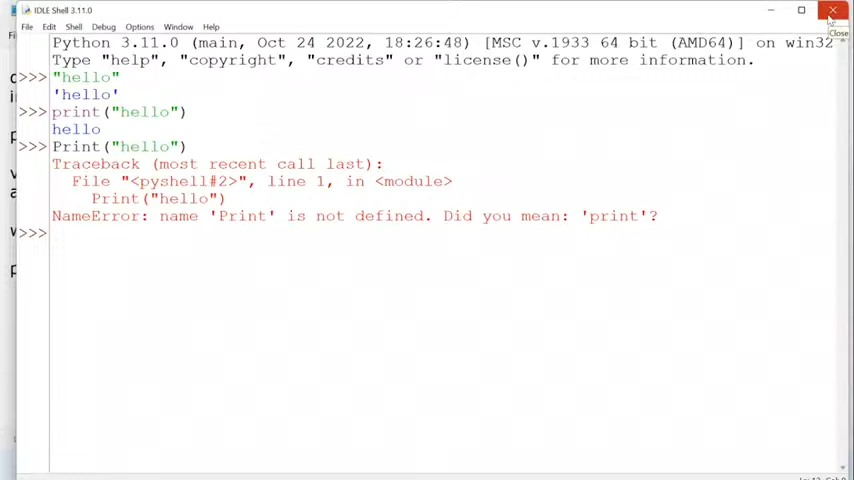 IDLE Shell 3.11.0
File Edit Shell Debug Options Window Help
Close
Python 3.11.0 (main, Oct 24 2022, 18:26:48) [MSC v.1933 64 bit (AMD64)] on win32
Type "help", "copyright", "credits" or "license()" for more information.
>>> "hello"
'hello'
>>> print("hello")
hello
>>> Print("hello")
Traceback (most recent call last):
File "<pyshell#2>", line 1, in <module>
Print("hello")
NameError: name 'Print' is not defined. Did you mean: 'print'?
>>>